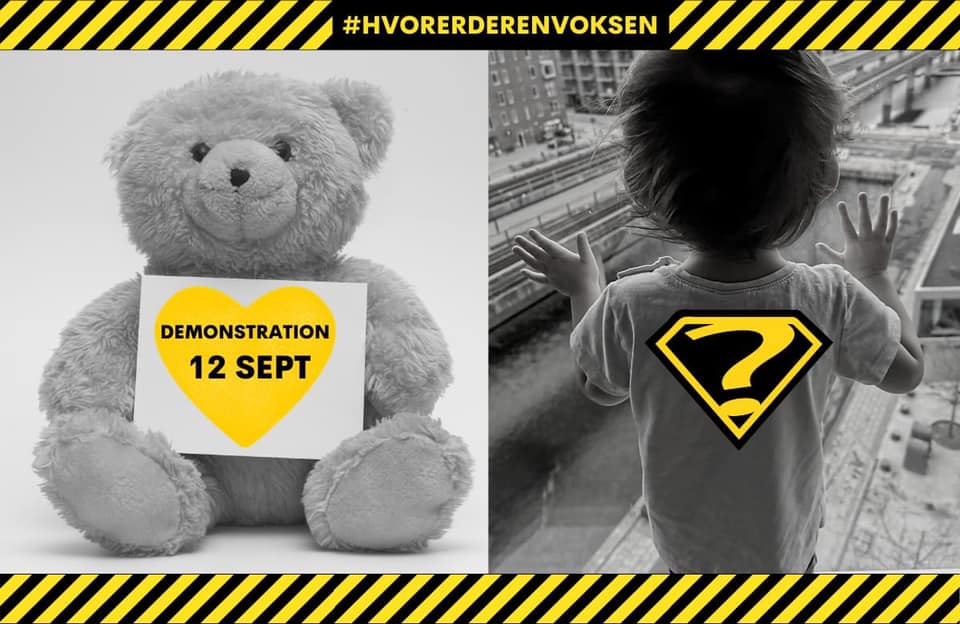 #HVORERDERENVOKSEN
DEMONSTRATION
12 SEPT
?